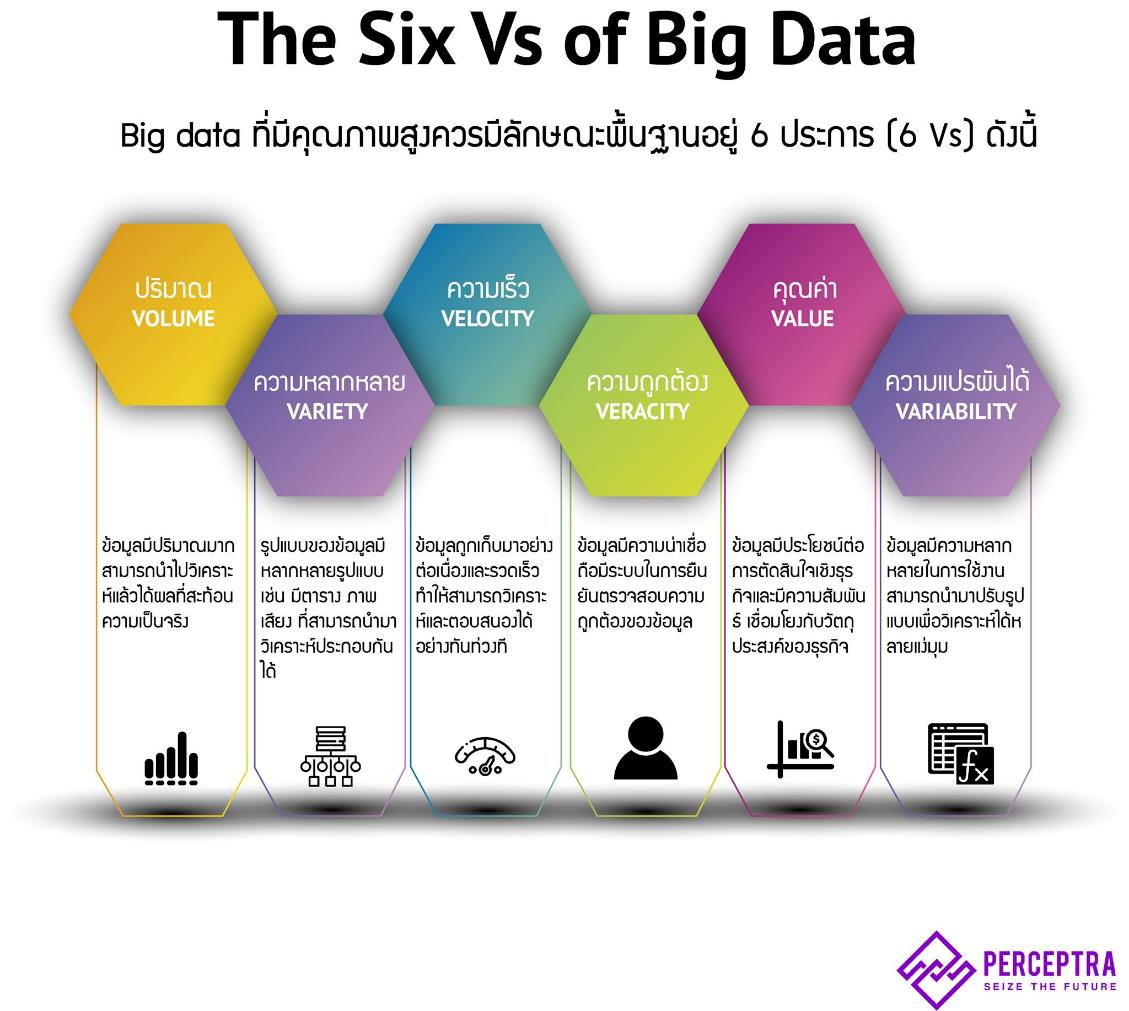 The Six Vs of Big Data
Big data ที่มีคุณภาพสูงควรมีลักษณะพื้นฐานอยู่ 6 ประการ (6 Vs) ดังนี้
ปริมาณ
VOLUME
ความหลากหลาย
VARIETY
ความเร็ว
VELOCITY
ความถูกต้อง
VERACITY
คุณค่า
VALUE
ความแปรผันได้
VARIABILITY
ข้อมูลมีปริมาณมาก
สามารถนำไปวิเคราะ
ห์แล้วได้ผลที่สะท้อน
ความเป็นจริง
รูปแบบของข้อมูลมี
หลากหลายรูปแบบ
เช่น มีตาราง ภาพ
เสียง ที่สามารถนำมา
วิเคราะห์ประกอบกัน
ได้
ข้อมูลถูกเก็บมาอย่าง
ต่อเนื่องและรวดเร็ว
ทำให้สามารถวิเคราะ
ห์และตอบสนองได้
อย่างทันท่วงที
ข้อมูลมีความน่าเชื่อ
ถือมีระบบในการยืน
ยันตรวจสอบความ
ถูกต้องของข้อมูล
ข้อมูลมีประโยชน์ต่อ
การตัดสินใจเชิงธุร
กิจและมีความสัมพัน
ธ์ เชื่อมโยงกับวัตถุ
ประสงค์ของธุรกิจ
ข้อมูลมีความหลาก
หลายในการใช้งาน
สามารถนำมาปรับรูป
แบบเพื่อวิเคราะห์ได้ห
ลายแง่มุม
$
fx
PERCEPTRA
SEIZE THE FUTURE